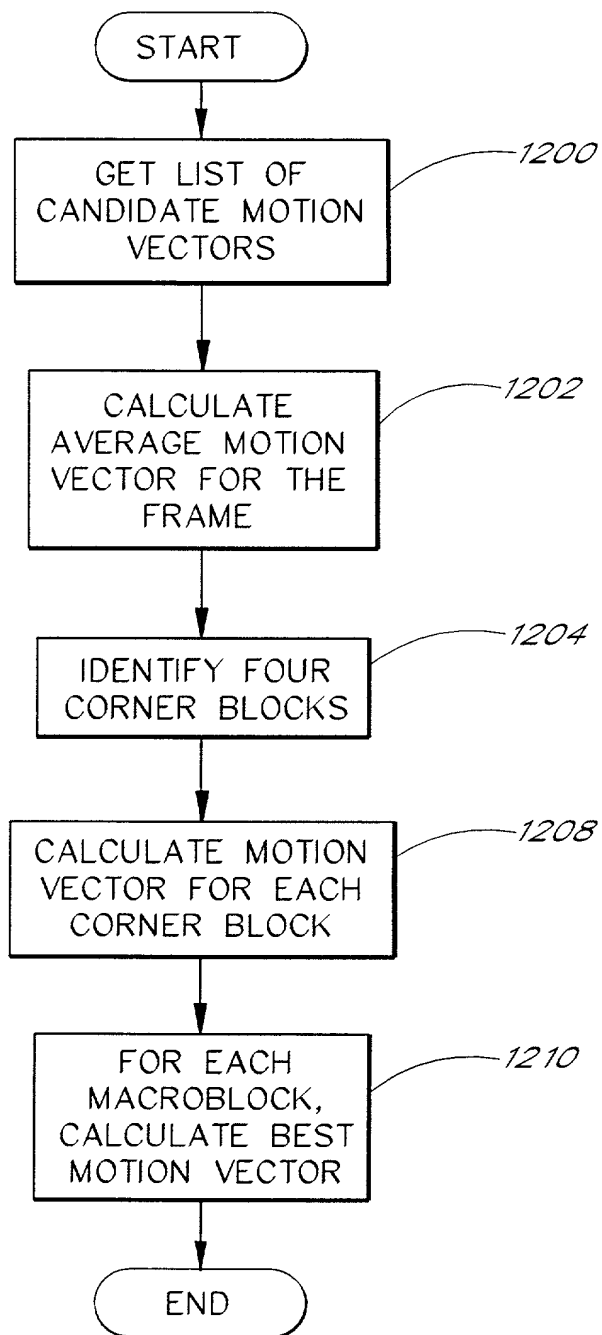 START
1200
GET LIST OF
CANDIDATE MOTION
VECTORS
1202
CALCULATE
AVERAGE MOTION
VECTOR FOR THE
FRAME
1204
IDENTIFY FOUR
CORNER BLOCKS
1208
CALCULATE MOTION
VECTOR FOR EACH
CORNER BLOCK
1210
FOR EACH
MACROBLOCK,
CALCULATE BEST
MOTION VECTOR
END